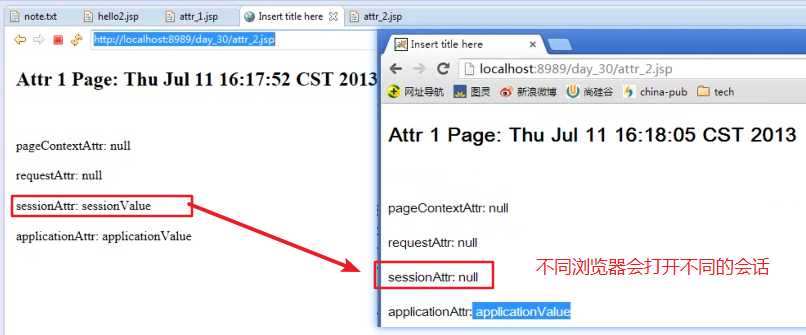 note.txt hello2.jsp attr_1.jsp Insert title here attr_2.jsp
http://localhost:8989/day_30/attr_2.jsp
Attr 1 Page: Thu Jul 11 16:17:52 CST 2013
pageContextAttr: null
requestAttr: null
sessionAttr: sessionValue
applicationAttr: applicationValue
Insert title here
localhost:8989/day_30/attr_2.jsp
网址导航 图灵 新浪微博 尚硅谷 china-pub tech
Attr 1 Page: Thu Jul 11 16:18:05 CST 2013
pageContextAttr: null
requestAttr: null
sessionAttr: null
不同浏览器会打开不同的会话
applicationAttr: applicationValue